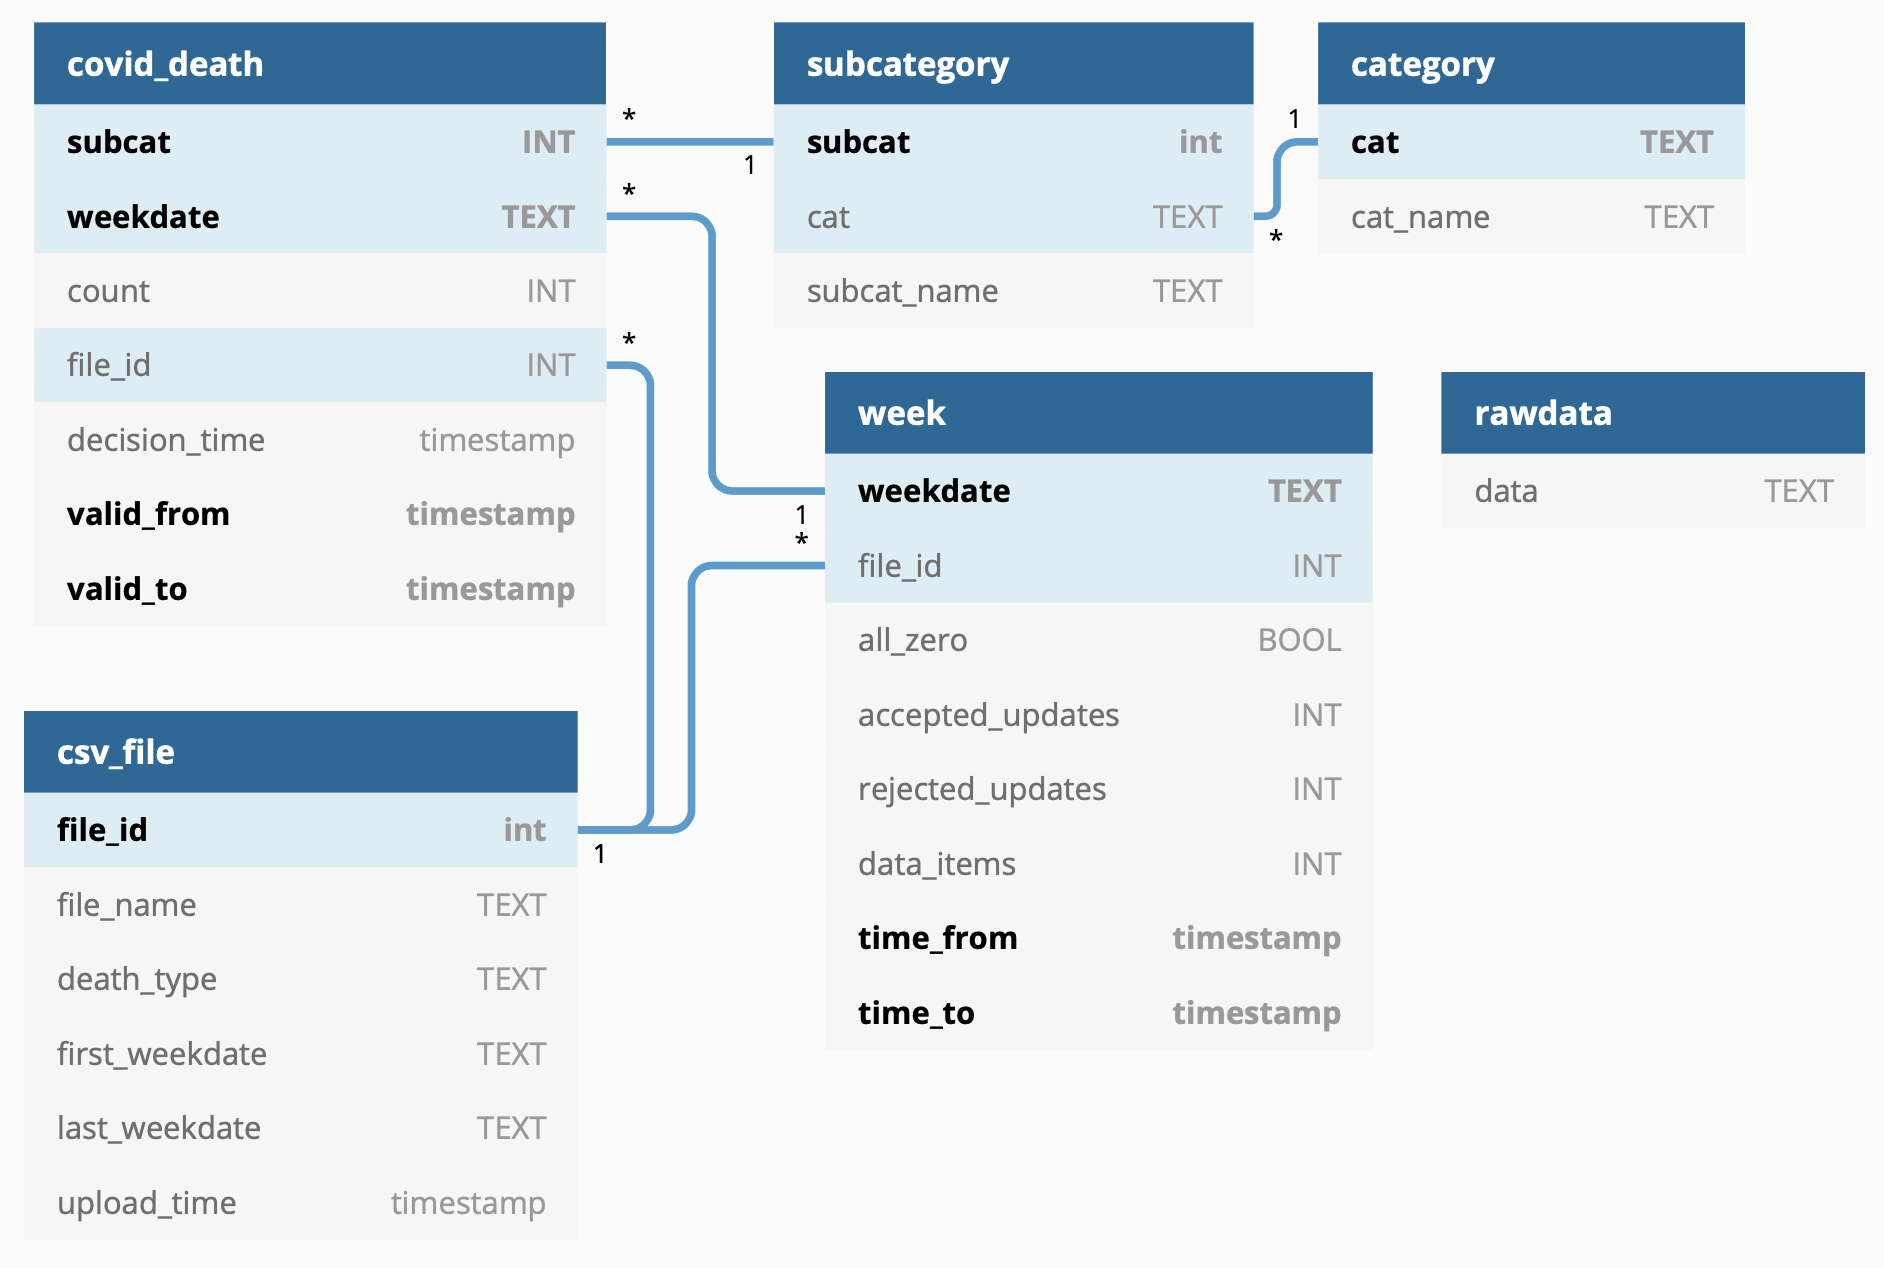 covid_death
subcat INT
weekdate TEXT
count INT
file_id INT
decision_time timestamp
valid_from timestamp
valid_to timestamp
*
1
*
*
subcategory
subcat int
cat TEXT
subcat_name TEXT
1
*
category
cat TEXT
cat_name TEXT
week
weekdate TEXT
file_id INT
all_zero BOOL
accepted_updates INT
rejected_updates INT
data_items INT
time_from timestamp
time_to timestamp
1
*
rawdata
data TEXT
csv_file
file_id int
file_name TEXT
death_type TEXT
first_weekdate TEXT
last_weekdate TEXT
upload_time timestamp
1